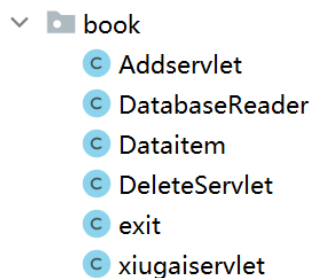 book
Addservlet
DatabaseReader
Dataitem
DeleteServlet
exit
xiugaiservlet